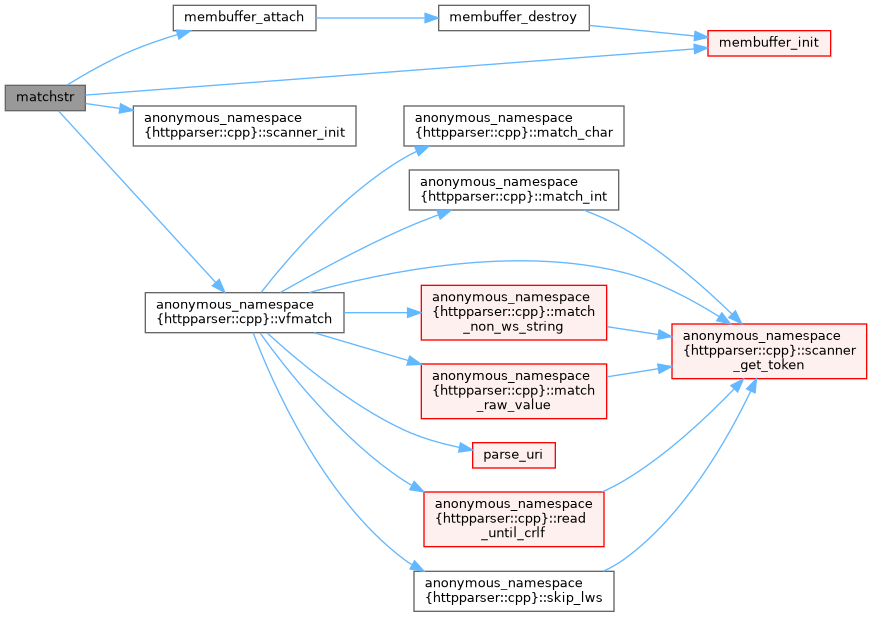 membuffer_attach
membuffer_destroy
membuffer_init
matchstr
anonymous_namespace
{httpparser::cpp}::scanner_init
anonymous_namespace
{httpparser::cpp}::match_char
anonymous_namespace
{httpparser::cpp}::match_int
anonymous_namespace
{httpparser::cpp}::vfmatch
anonymous_namespace
{httpparser::cpp}::match
_non_ws_string
anonymous_namespace
{httpparser::cpp}::scanner
_get_token
anonymous_namespace
{httpparser::cpp}::match
_raw_value
parse_uri
anonymous_namespace
{httpparser::cpp}::read
_until_crlf
anonymous_namespace
{httpparser::cpp}::skip_lws